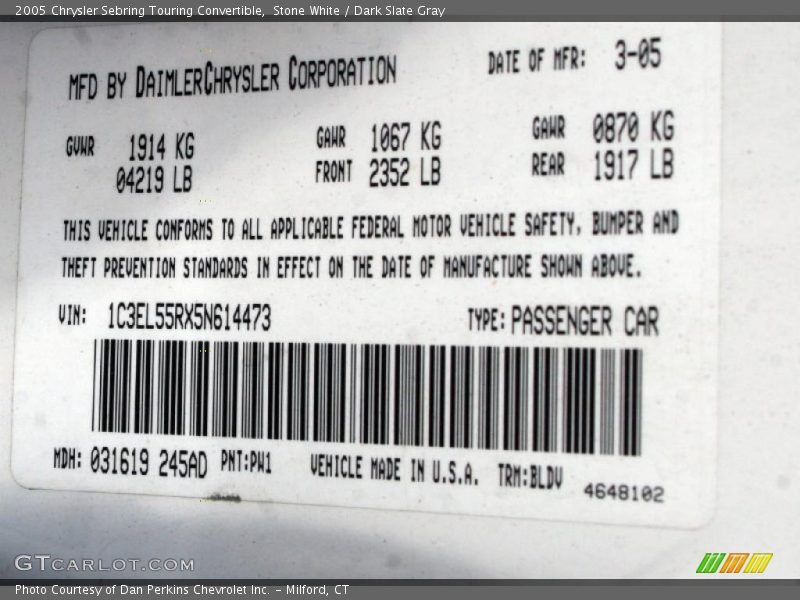 2005 Chrysler Sebring Touring Convertible,  Stone White / Dark Slate Gray
MFD BY DAIMLERCHRYSLER CORPORATION DATE OF MFR: 3-05
GVWR 1914 KG GAWR 1067 KG GAWR 0870 KG
04219 LB FRONT 2352 LB REAR 1917 LB
THIS VEHICLE CONFORMS TO ALL APPLICABLE FEDERAL MOTOR VEHICLE SAFETY, BUMPER AND
THEFT PREVENTION STANDARDS IN EFFECT ON THE DATE OF MANUFACTURE SHOWN ABOVE.
VIN: 1C3EL55RX5N614473 TYPE: PASSENGER CAR
MDH: 031619 245AD PNT:PW1 VEHICLE MADE IN U.S.A. TRM:BLDV
4648102
GTCARLOT.COM
Photo Courtesy of Dan Perkins Chevrolet Inc. - Milford, CT